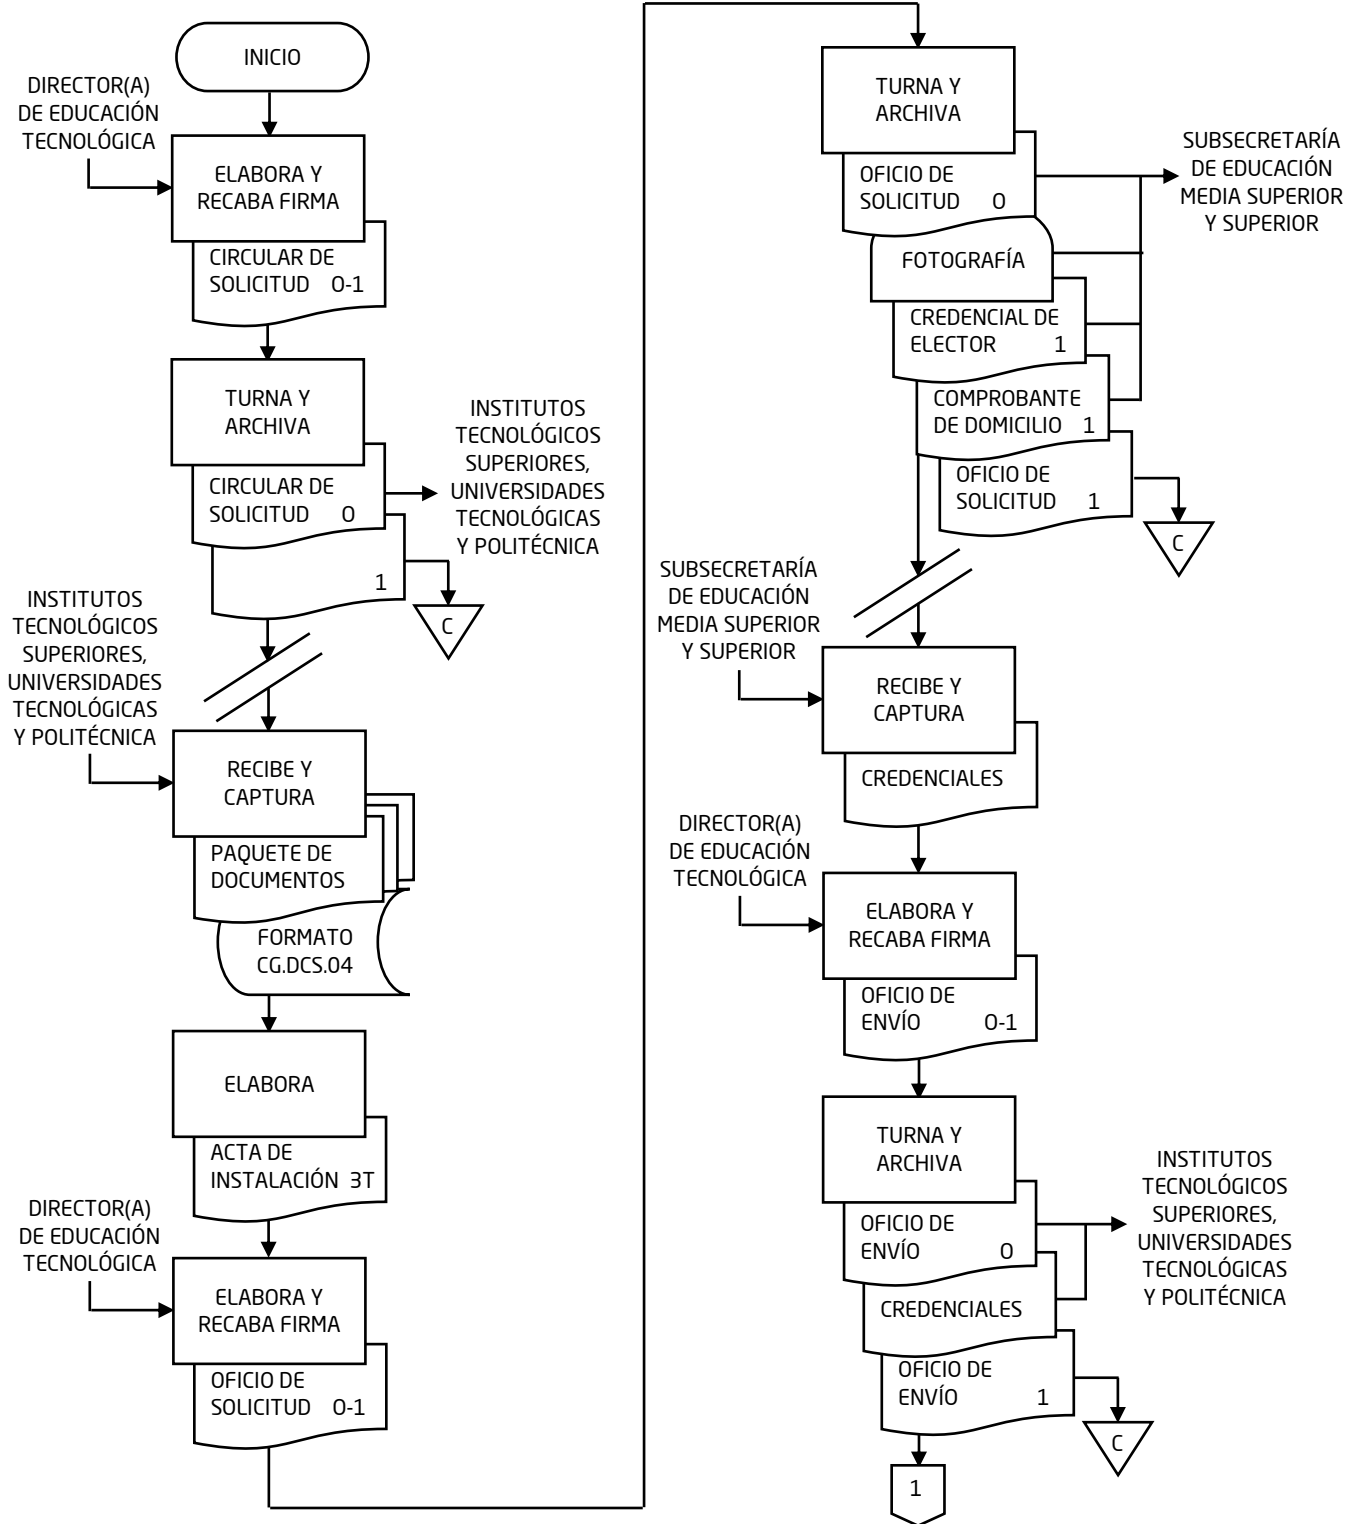 INICIO
DIRECTOR(A)
DE EDUCACIÓN
TECNOLÓGICA
ELABORA Y
RECABA FIRMA
CIRCULAR DE
SOLICITUD 0-1
TURNA Y
ARCHIVA
CIRCULAR DE
SOLICITUD 0
1
C
INSTITUTOS
TECNOLÓGICOS
SUPERIORES,
UNIVERSIDADES
TECNOLÓGICAS
Y POLITÉCNICA
INSTITUTOS
TECNOLÓGICOS
SUPERIORES,
UNIVERSIDADES
TECNOLÓGICAS
Y POLITÉCNICA
RECIBE Y
CAPTURA
PAQUETE DE
DOCUMENTOS
FORMATO
CG.DCS.04
ELABORA
ACTA DE
INSTALACIÓN 3T
DIRECTOR(A)
DE EDUCACIÓN
TECNOLÓGICA
ELABORA Y
RECABA FIRMA
OFICIO DE
SOLICITUD 0-1
TURNA Y
ARCHIVA
OFICIO DE
SOLICITUD 0
FOTOGRAFÍA
CREDENCIAL DE
ELECTOR 1
COMPROBANTE
DE DOMICILIO 1
OFICIO DE
SOLICITUD 1
C
SUBSECRETARÍA
DE EDUCACIÓN
MEDIA SUPERIOR
Y SUPERIOR
SUBSECRETARÍA
DE EDUCACIÓN
MEDIA SUPERIOR
Y SUPERIOR
RECIBE Y
CAPTURA
CREDENCIALES
DIRECTOR(A)
DE EDUCACIÓN
TECNOLÓGICA
ELABORA Y
RECABA FIRMA
OFICIO DE
ENVÍO 0-1
TURNA Y
ARCHIVA
OFICIO DE
ENVÍO 0
CREDENCIALES
OFICIO DE
ENVÍO 1
C
INSTITUTOS
TECNOLÓGICOS
SUPERIORES,
UNIVERSIDADES
TECNOLÓGICAS
Y POLITÉCNICA
1